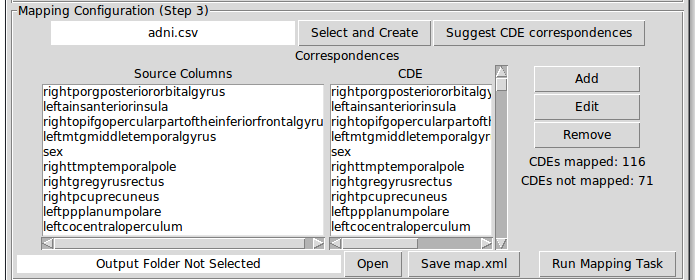 Mapping Configuration (Step 3)
adni.csv Select and Create Suggest CDE correspondences
Correspondences
Source Columns CDE
rightporgposteriororbitalgyrus rightporgposteriororbitalgy
leftainsanteriorinsula leftainsanteriorinsula
rightopifgopercularpartoftheinferiorfrontalgyru rightopifgopercularpartofth
leftmtgmiddletemporalgyrus leftmtgmiddletemporalgyr
sex sex
righttmptemporalpole righttmptemporalpole
rightgregyrusrectus rightgregyrusrectus
rightpcuprecuneus rightpcuprecuneus
leftppplanumpolare leftppplanumpolare
leftcocentraloperculum leftcocentraloperculum
Add
Edit
Remove
CDEs mapped: 116
CDEs not mapped: 71
Output Folder Not Selected Open Save map.xml Run Mapping Task